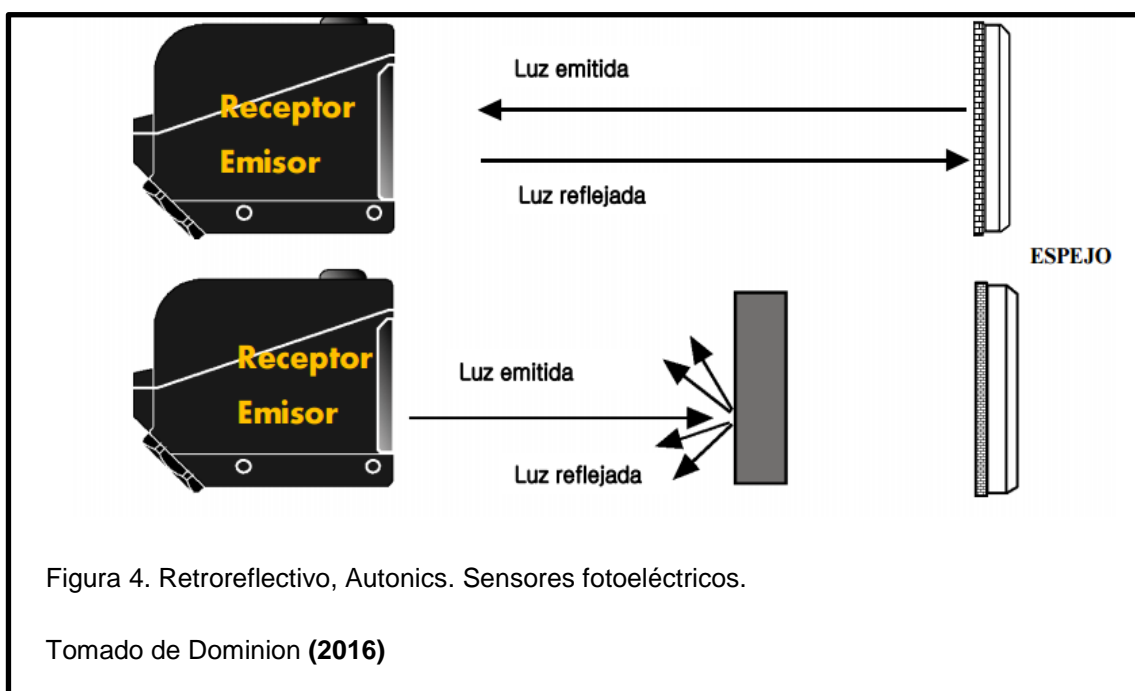 Luz emitida
Receptor
Emisor
Luz reflejada
ESPEJO
Receptor
Luz emitida
Emisor
Luz reflejada
Figura 4. Retroreflectivo, Autonics. Sensores fotoeléctricos.
Tomado de Dominion (2016)